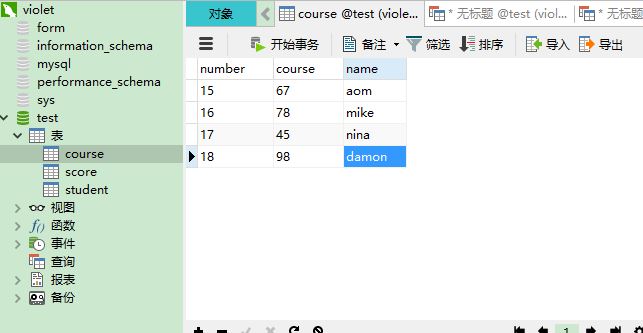 violet
form
information_schema
mysql
performance_schema
sys
test
表
course
score
student
视图
函数
事件
查询
报表
备份
对象 course @test (viole... * 无标题 @test (viol... * 无标题
开始事务 备注 筛选 排序 导入 导出
number course name
15 67 aom
16 78 mike
17 45 nina
18 98 damon
1